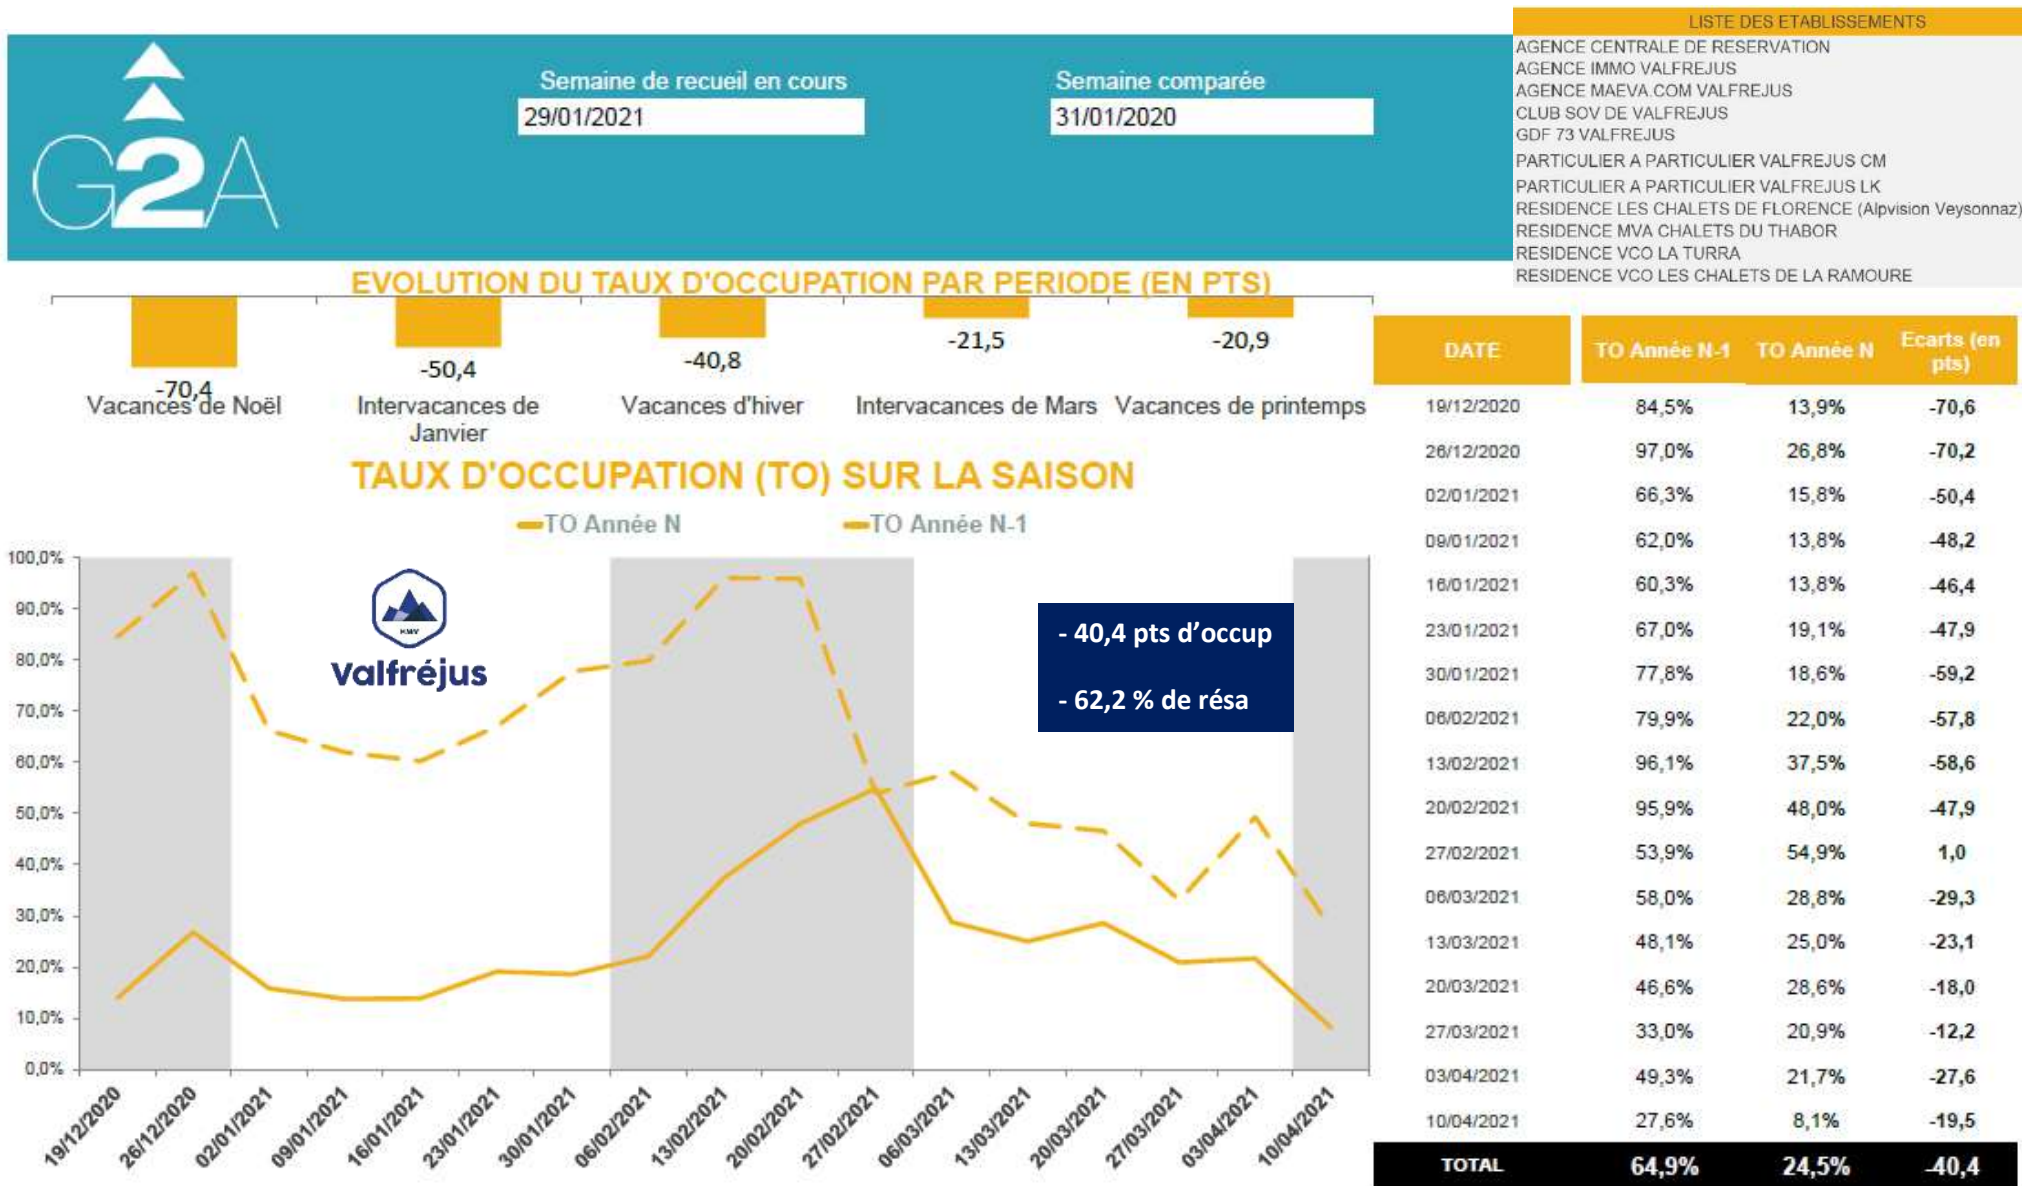 LISTE DES ETABLISSEMENTS
AGENCE CENTRALE DE RESERVATION
AGENCE IMMO VALFREJUS
AGENCE MAEVA.COM VALFREJUS
CLUB SOV DE VALFREJUS
GDF 73 VALFREJUS
PARTICULIER A PARTICULIER VALFREJUS CM
PARTICULIER A PARTICULIER VALFREJUS LK
RESIDENCE LES CHALETS DE FLORENCE (Alpvision Veysonnaz)
RESIDENCE MVA CHALETS DU THABOR
RESIDENCE VCO LA TURRA
RESIDENCE VCO LES CHALETS DE LA RAMOURE
G2A
Semaine de recueil en cours
29/01/2021
Semaine comparée
31/01/2020
EVOLUTION DU TAUX D'OCCUPATION PAR PERIODE (EN PTS)
-70,4 -50,4 -40,8 -21,5 -20,9
Vacances de Noël
Intervacances de
Janvier
Vacances d'hiver
Intervacances de Mars
Vacances de printemps
TAUX D'OCCUPATION (TO) SUR LA SAISON
TO Année N TO Année N-1
KMV
Valfréjus
- 40,4 pts d'occup
- 62,2 % de résa
100,0%
90,0%
80,0%
70,0%
60,0%
50,0%
40,0%
30,0%
20,0%
10,0%
0,0%
19/12/2020 26/12/2020 02/01/2021 09/01/2021 16/01/2021 23/01/2021 30/01/2021 06/02/2021 13/02/2021 20/02/2021 27/02/2021 06/03/2021 13/03/2021 20/03/2021 27/03/2021 03/04/2021 10/04/2021
DATE TO Année N-1 TO Année N Ecarts (en
pts)
19/12/2020 84,5% 13,9% -70,6
26/12/2020 97,0% 26,8% -70,2
02/01/2021 66,3% 15,8% -50,4
09/01/2021 62,0% 13,8% -48,2
16/01/2021 60,3% 13,8% -46,4
23/01/2021 67,0% 19,1% -47,9
30/01/2021 77,8% 18,6% -59,2
06/02/2021 79,9% 22,0% -57,8
13/02/2021 96,1% 37,5% -58,6
20/02/2021 95,9% 48,0% -47,9
27/02/2021 53,9% 54,9% 1,0
06/03/2021 58,0% 28,8% -29,3
13/03/2021 48,1% 25,0% -23,1
20/03/2021 46,6% 28,6% -18,0
27/03/2021 33,0% 20,9% -12,2
03/04/2021 49,3% 21,7% -27,6
10/04/2021 27,6% 8,1% -19,5
TOTAL 64,9% 24,5% -40,4